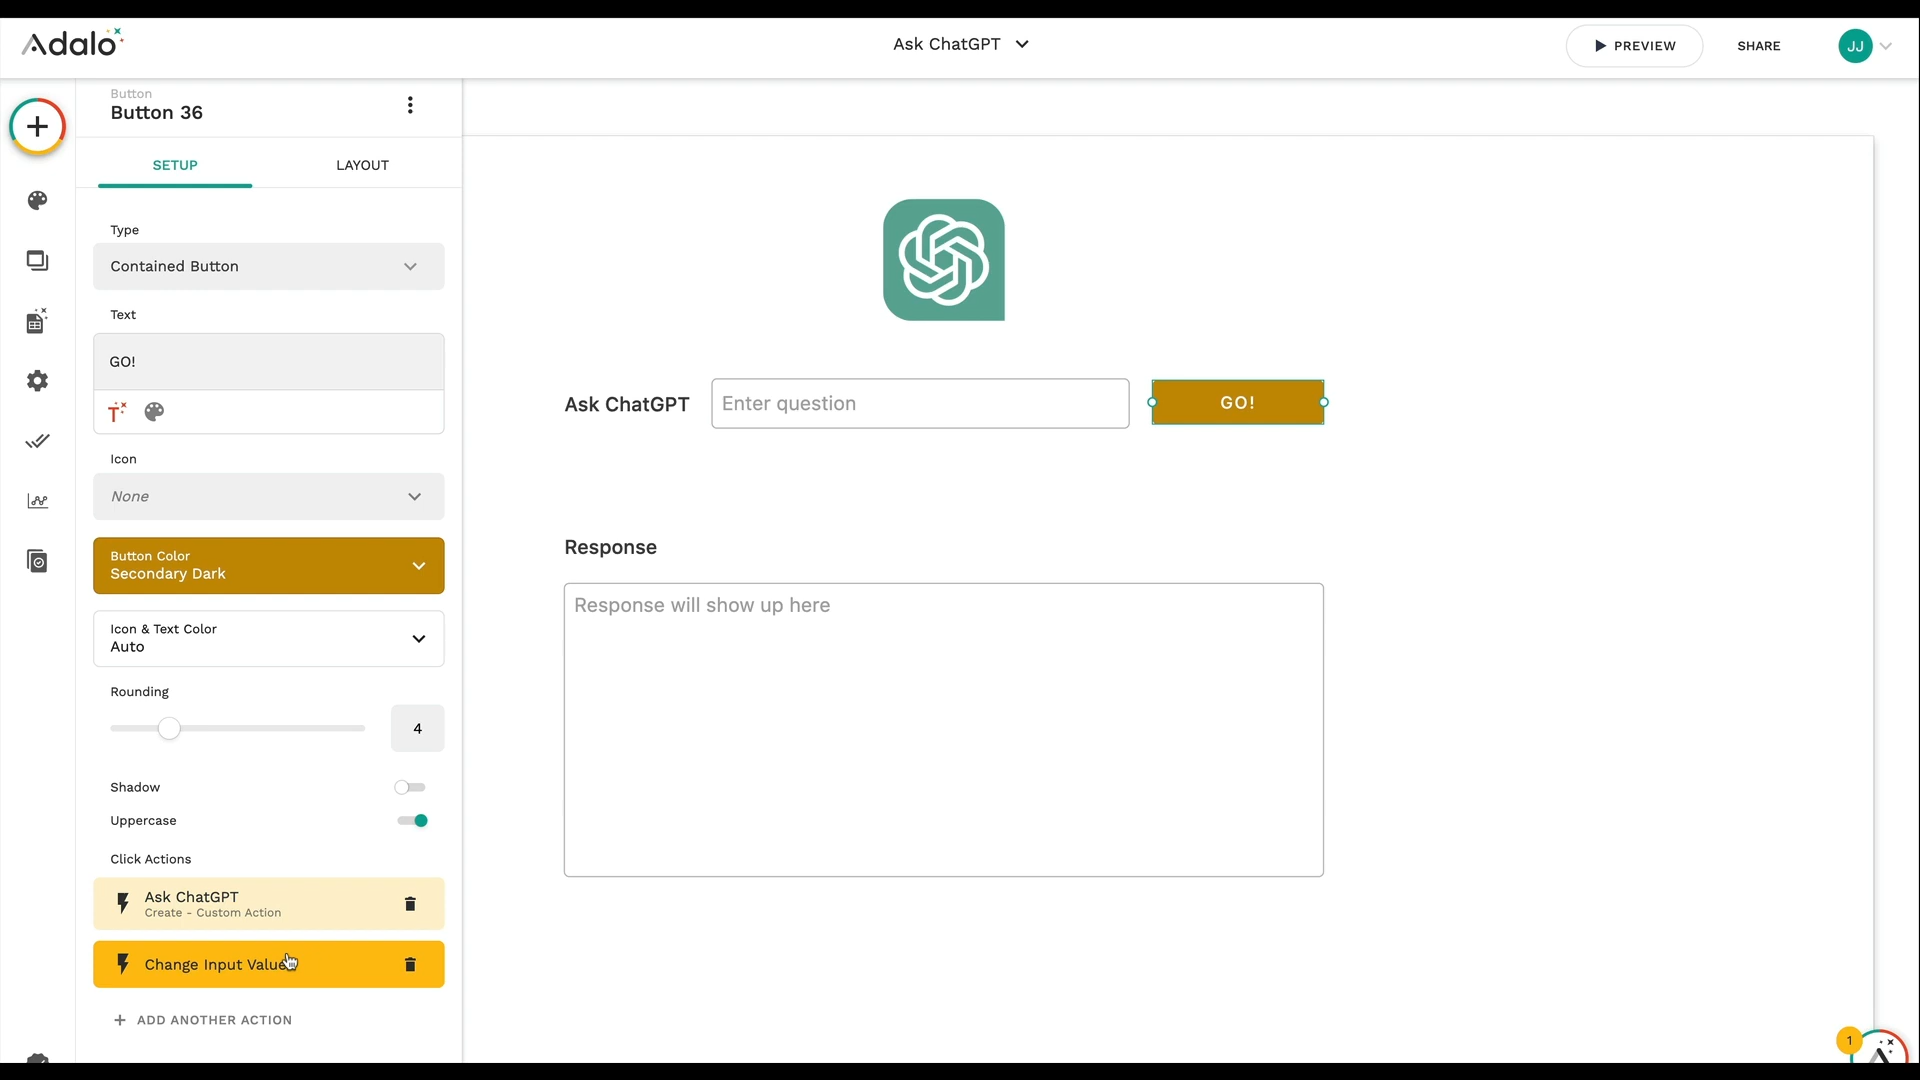 Adalo
Ask ChatGPT
PREVIEW
SHARE
JJ
Button
Button 36
SETUP
LAYOUT
Type
Contained Button
Text
GO!
Icon
None
Button Color
Secondary Dark
Icon & Text Color
Auto
Rounding
4
Shadow
Uppercase
Click Actions
Ask ChatGPT
Create - Custom Action
Change Input Value
ADD ANOTHER ACTION
Ask ChatGPT
Enter question
GO!
Response
Response will show up here
1